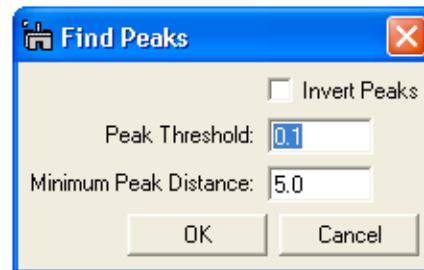 Find Peaks
Invert Peaks
Peak Threshold: 0.1
Minimum Peak Distance: 5.0
OK Cancel